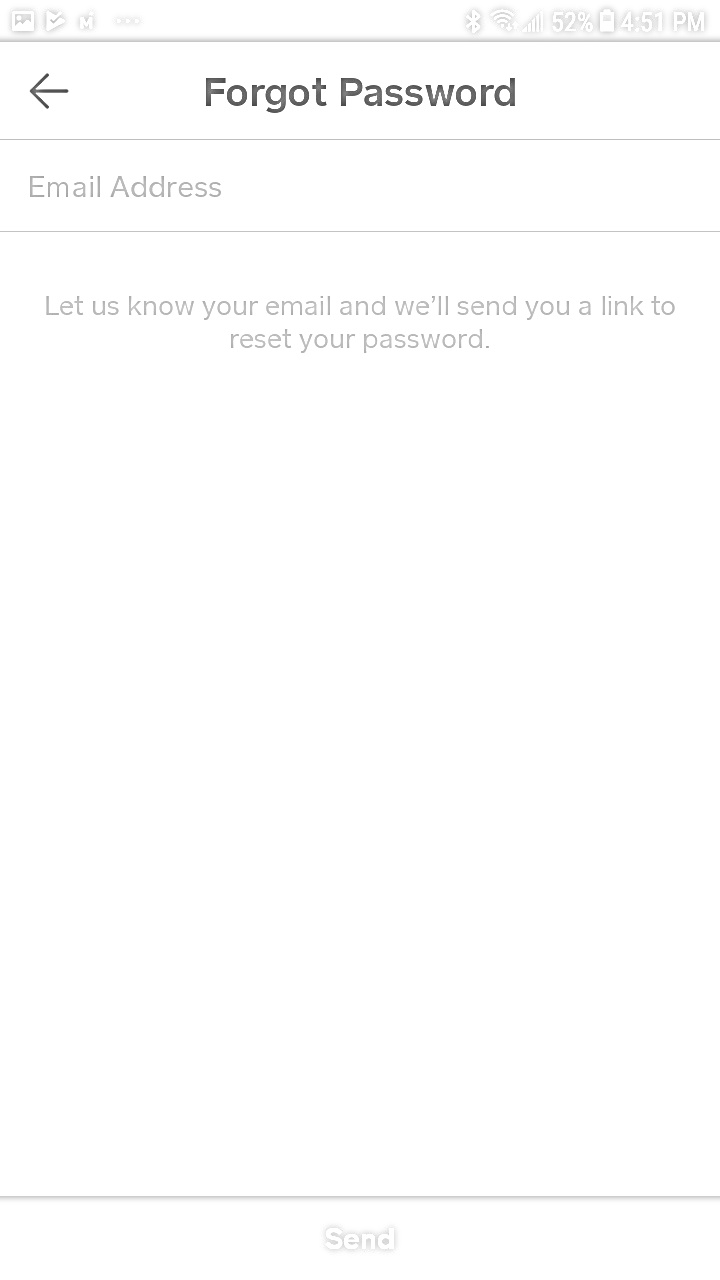 52% 4:51 PM
Forgot Password
Email Address
Let us know your email and we’ll send you a link to
reset your password.
Send